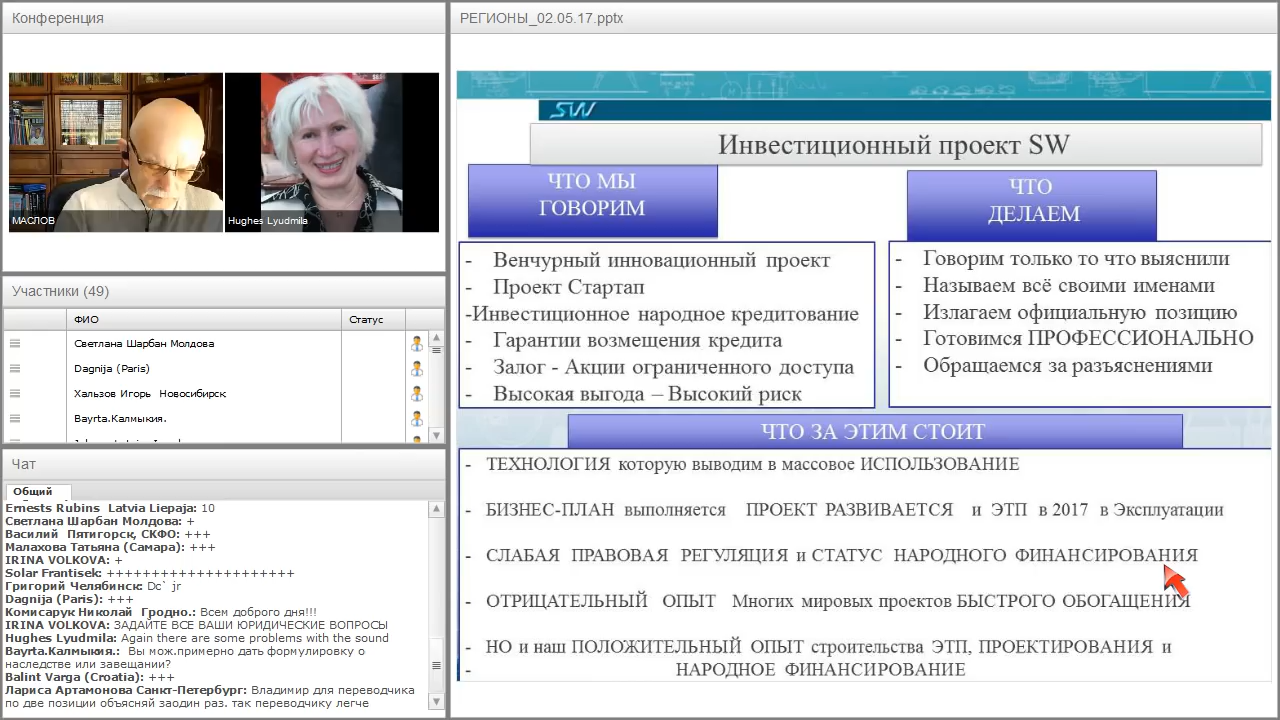 Конференция
МАСЛОВ
Hughes Lyudmila
Участники (49)
ФИО
Статус
Светлана Шарбан Молдова
Dagnija (Paris)
Хальзов Игорь Новосибирск
Bayrta.Калмыкия.
Чат
Общий
Ernests Rubins Latvia Liepaja: 10
Светлана Шарбан Молдова: +
Василий Пятигорск, СКФО: +++
Малахова Татьяна (Самара): +++
IRINA VOLKOVA: +
Solar Frantisek: +++++++++++++++++++++
Григорий Челябинск: Dc` jr
Dagnija (Paris): +++
Комисарук Николай Гродно.: Всем доброго дня!!!
IRINA VOLKOVA: ЗАДАЙТЕ ВСЕ ВАШИ ЮРИДИЧЕСКИЕ ВОПРОСЫ
Hughes Lyudmila: Again there are some problems with the sound
Bayrta.Калмыкия.: Вы мож.примерно дать формулировку о
наследстве или завещании?
Balint Varga (Croatia): +++
Лариса Артамонова Санкт-Петербург: Владимир для переводчика
по две позиции объясняй заодин раз. так переводчику легче
РЕГИОНЫ_02.05.17.pptx
SW
Инвестиционный проект SW
ЧТО МЫ
ГОВОРИМ
- Венчурный инновационный проект
- Проект Стартап
-Инвестиционное народное кредитование
- Гарантии возмещения кредита
- Залог - Акции ограниченного доступа
- Высокая выгода – Высокий риск
ЧТО
ДЕЛАЕМ
- Говорим только то что выяснили
- Называем всё своими именами
- Излагаем официальную позицию
- Готовимся ПРОФЕССИОНАЛЬНО
- Обращаемся за разъяснениями
ЧТО ЗА ЭТИМ СТОИТ
- ТЕХНОЛОГИЯ которую выводим в массовое ИСПОЛЬЗОВАНИЕ
- БИЗНЕС-ПЛАН выполняется ПРОЕКТ РАЗВИВАЕТСЯ и ЭТП в 2017 в Эксплуатации
- СЛАБАЯ ПРАВОВАЯ РЕГУЛЯЦИЯ и СТАТУС НАРОДНОГО ФИНАНСИРОВАНИЯ
- ОТРИЦАТЕЛЬНЫЙ ОПЫТ Многих мировых проектов БЫСТРОГО ОБОГАЩЕНИЯ
- НО и наш ПОЛОЖИТЕЛЬНЫЙ ОПЫТ строительства ЭТП, ПРОЕКТИРОВАНИЯ и
- НАРОДНОЕ ФИНАНСИРОВАНИЕ